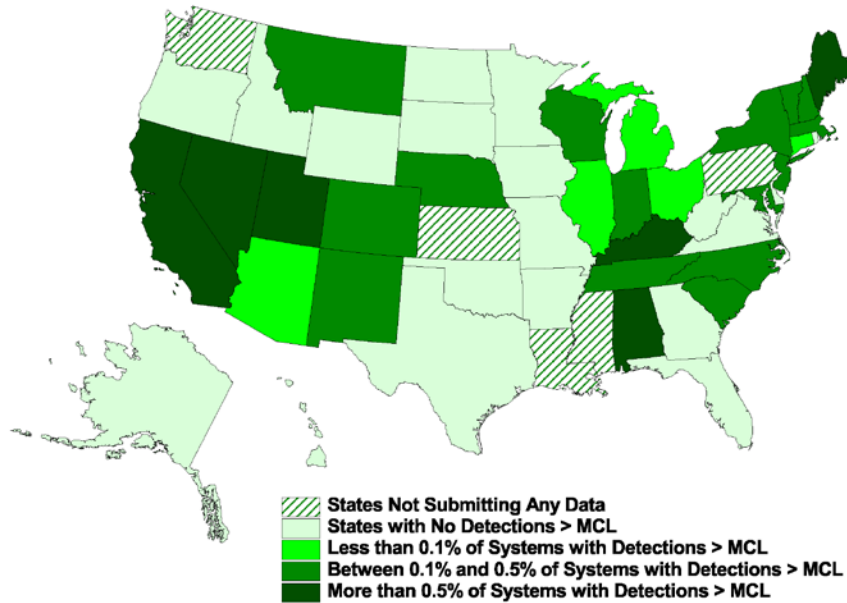 States Not Submitting Any Data
States with No Detections > MCL
Less than 0.1% of Systems with Detections > MCL
Between 0.1% and 0.5% of Systems with Detections > MCL
More than 0.5% of Systems with Detections > MCL